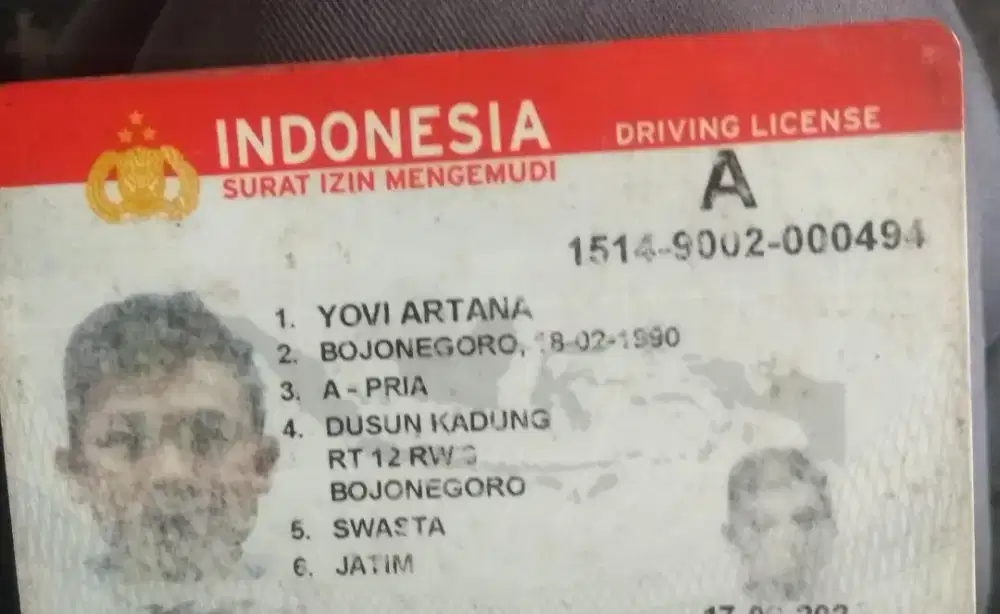 INDONESIA
DRIVING LICENSE
SURAT IZIN MENGEMUDI
A
1514-9002-000494
1. YOVI ARTANA
2. BOJONEGORO, 18-02-1990
3. A - PRIA
4. DUSUN KADUNG
RT 12 RW
BOJONEGORO
5. SWASTA
6. JATIM